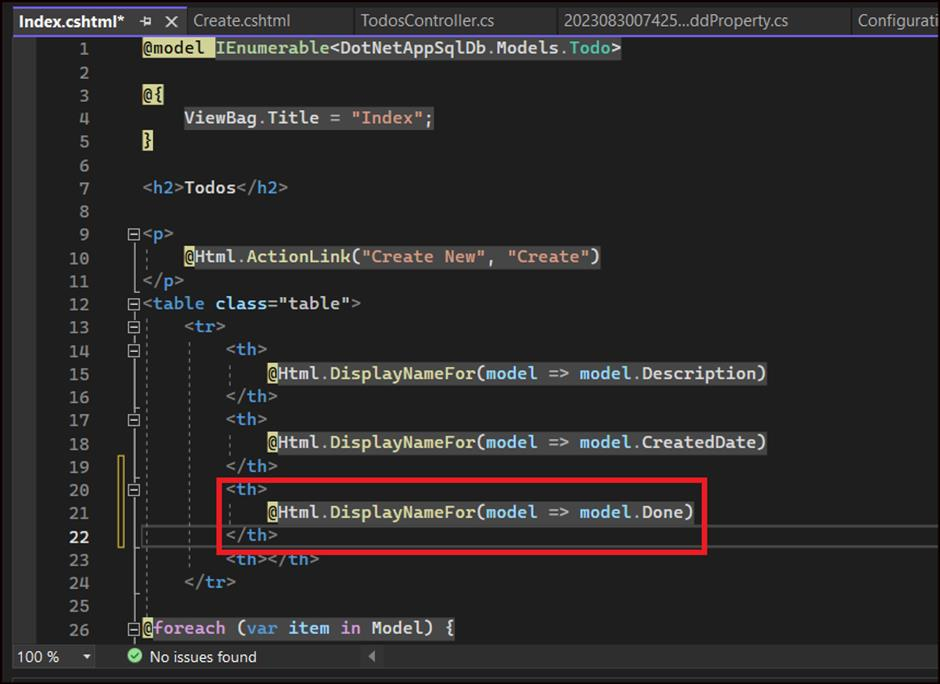 Index.cshtml* Create.cshtml TodosController.cs 2023083007425...ddProperty.cs Configurati
1 @model IEnumerable<DotNetAppSqlDb.Models.Todo>
2
3 @{
4 ViewBag.Title = "Index";
5 }
6
7 <h2>Todos</h2>
8
9 <p>
10 @Html.ActionLink("Create New", "Create")
11 </p>
12 <table class="table">
13 <tr>
14 <th>
15 @Html.DisplayNameFor(model => model.Description)
16 </th>
17 <th>
18 @Html.DisplayNameFor(model => model.CreatedDate)
19 </th>
20 <th>
21 @Html.DisplayNameFor(model => model.Done)
22 </th>
23 <th></th>
24 </tr>
25
26 @foreach (var item in Model) {
100 % No issues found